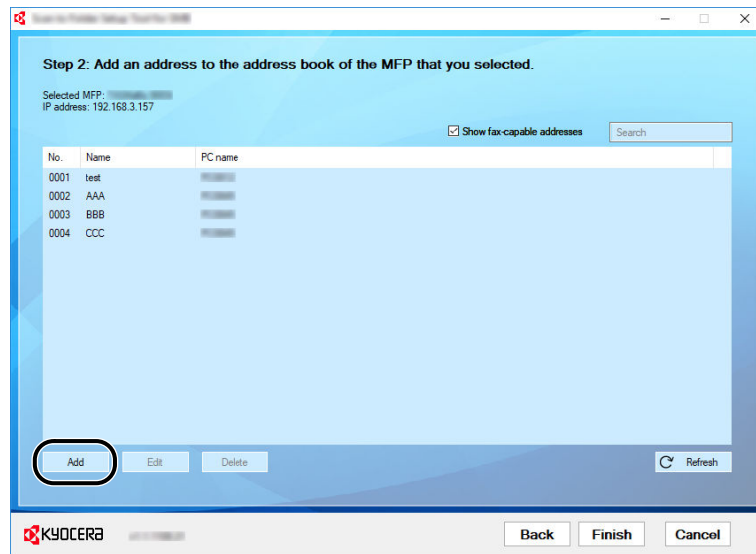 Step 2: Add an address to the address book of the MFP that you selected.
Selected MFP:
IP address: 192.168.3.157
Show fax-capable addresses Search
No. Name PC name
0001 test
0002 AAA
0003 BBB
0004 CCC
Add Edit Delete Refresh
KYOCERA Back Finish Cancel